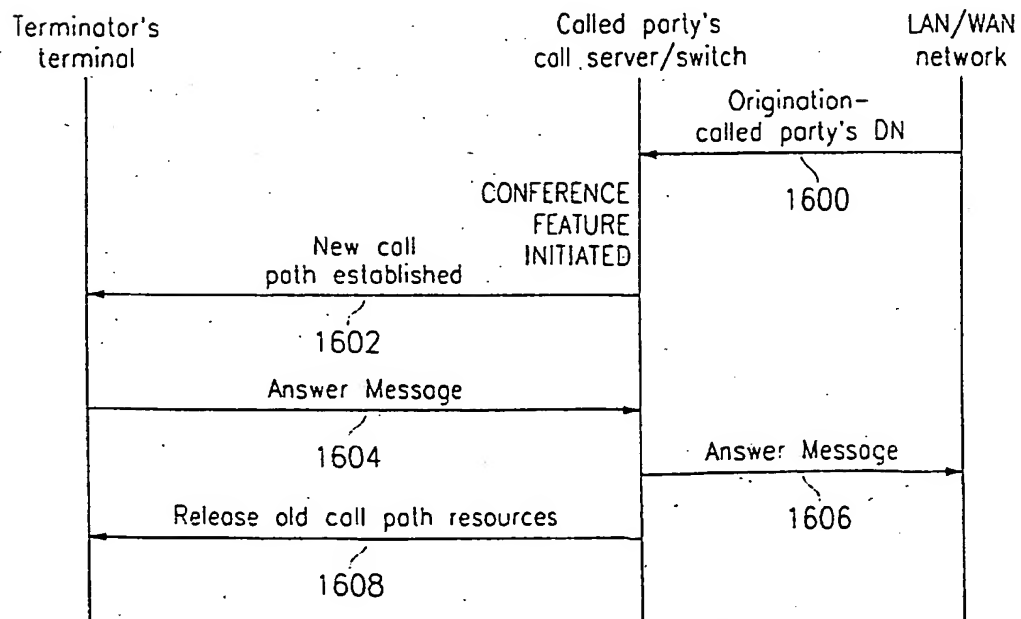 Terminator's
terminal
Called party's
call server/switch
LAN/WAN
network
Origination-
called party's DN
1600
CONFERENCE
FEATURE
INITIATED
New call
path established
1602
Answer Message
1604
Answer Message
1606
Release old call path resources
1608